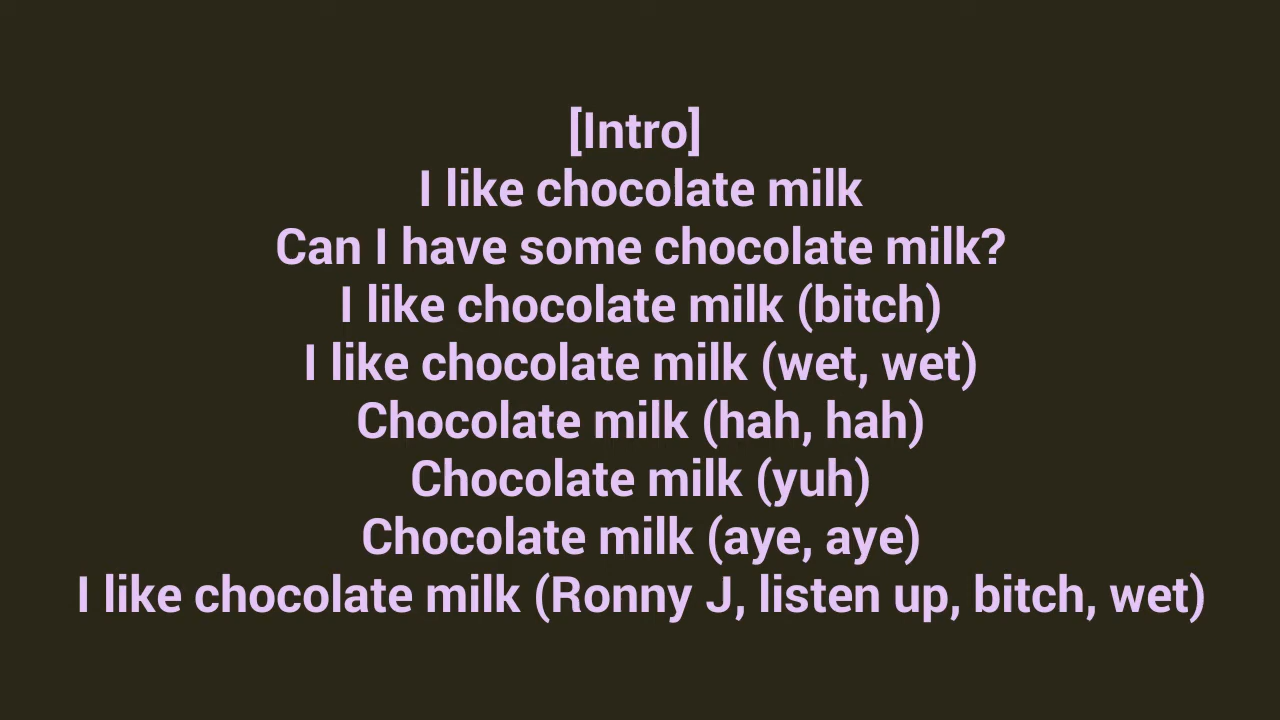 [Intro]
I like chocolate milk
Can I have some chocolate milk?
I like chocolate milk (bitch)
I like chocolate milk (wet, wet)
Chocolate milk (hah, hah)
Chocolate milk (yuh)
Chocolate milk (aye, aye)
I like chocolate milk (Ronny J, listen up, bitch, wet)